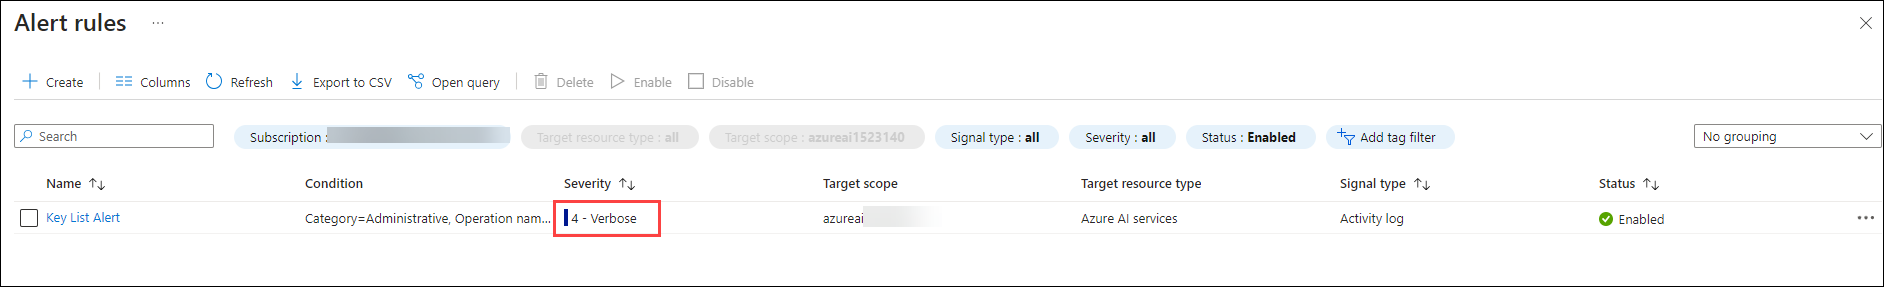 Alert rules ...
Create Columns Refresh Export to CSV Open query Delete Enable Disable
Search Subscription : Target resource type : all Target scope : azureai1523140 Signal type : all Severity : all Status : Enabled Add tag filter No grouping
Name Condition Severity Target scope Target resource type Signal type Status
Key List Alert Category=Administrative, Operation nam... 4 - Verbose azureai Azure AI services Activity log Enabled ...